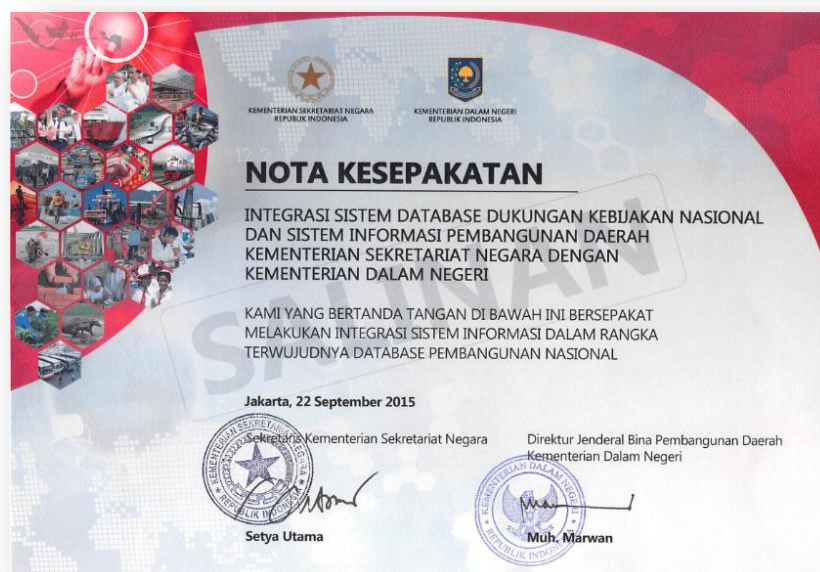 KEMENTERIAN SEKRETARIAT NEGARA
REPUBLIK INDONESIA
KEMENTERIAN DALAM NEGERI
REPUBLIK INDONESIA
NOTA KESEPAKATAN
INTEGRASI SISTEM DATABASE DUKUNGAN KEBIJAKAN NASIONAL
DAN SISTEM INFORMASI PEMBANGUNAN DAERAH
KEMENTERIAN SEKRETARIAT NEGARA DENGAN
KEMENTERIAN DALAM NEGERI
SALINAN
KAMI YANG BERTANDA TANGAN DI BAWAH INI BERSEPAKAT
MELAKUKAN INTEGRASI SISTEM INFORMASI DALAM RANGKA
TERWUJUDNYA DATABASE PEMBANGUNAN NASIONAL
Jakarta, 22 September 2015
Sekretaris Kementerian Sekretariat Negara
KEMENTERIAN SEKRETARIAT NEGARA
REPUBLIK INDONESIA
Setya Utama
Direktur Jenderal Bina Pembangunan Daerah
Kementerian Dalam Negeri
KEMENTERIAN DALAM NEGERI
REPUBLIK INDONESIA
Muh. Marwan